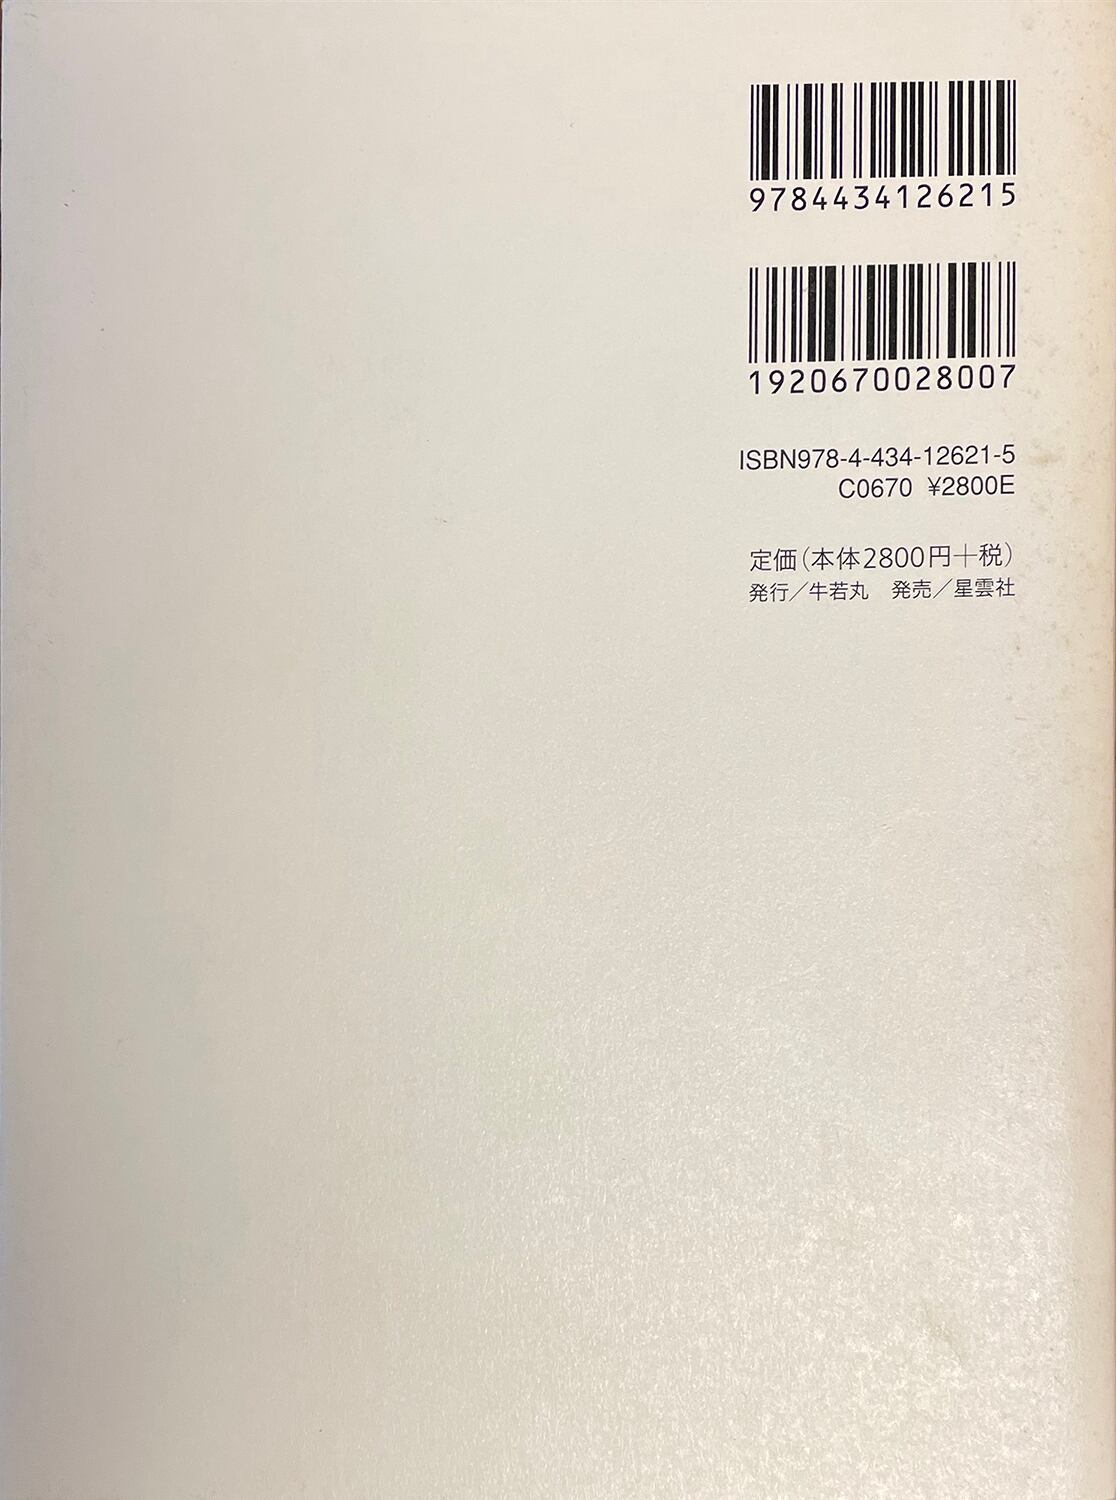 9784434126215
1920670028007
ISBN978-4-434-12621-5
C0670 ¥2800E
定価(本体2800円+税)
発行/牛若丸 発売/星雲社